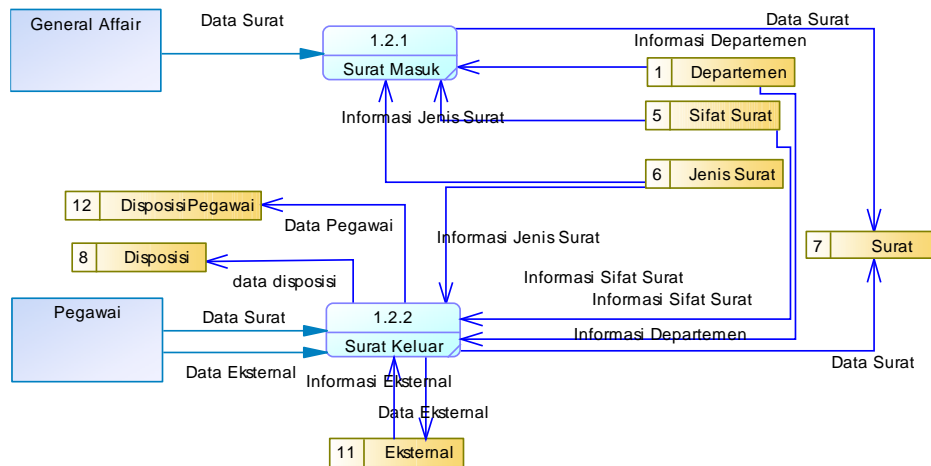 General Affair
Data Surat
1.2.1
Surat Masuk
Data Surat
Informasi Departemen
1 Departemen
Informasi Jenis Surat
5 Sifat Surat
6 Jenis Surat
12 DisposisiPegawai
Data Pegawai
Informasi Jenis Surat
7 Surat
8 Disposisi
data disposisi
Informasi Sifat Surat
Informasi Sifat Surat
Pegawai
Data Surat
1.2.2
Surat Keluar
Informasi Departemen
Data Surat
Data Eksternal
Informasi Eksternal
Data Eksternal
11 Eksternal